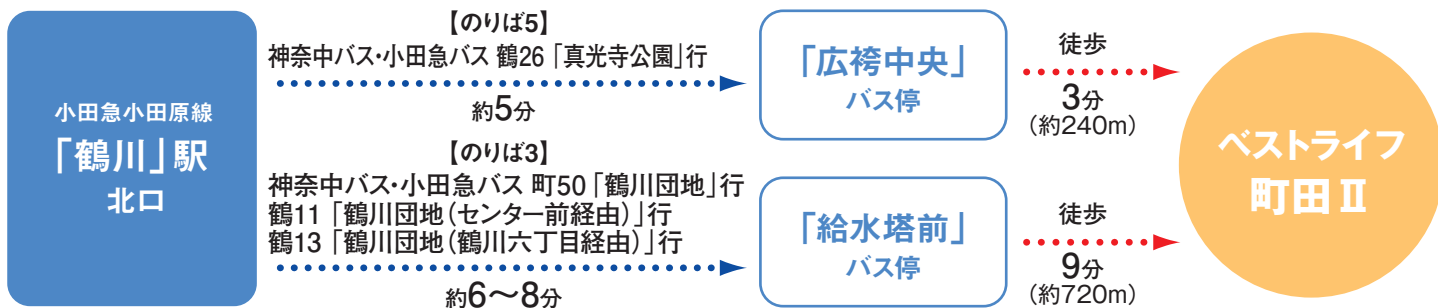 小田急小田原線
「鶴川」駅
北口
【のりば5】
神奈中バス・小田急バス 鶴26「真光寺公園」行
約5分
「広袴中央」
バス停
徒歩
3分
(約240m)
【のりば3】
神奈中バス・小田急バス 町50「鶴川団地」行
鶴11「鶴川団地(センター前経由)」行
鶴13「鶴川団地(鶴川六丁目経由)」行
約6〜8分
「給水塔前」
バス停
徒歩
9分
(約720m)
ベストライフ
町田Ⅱ